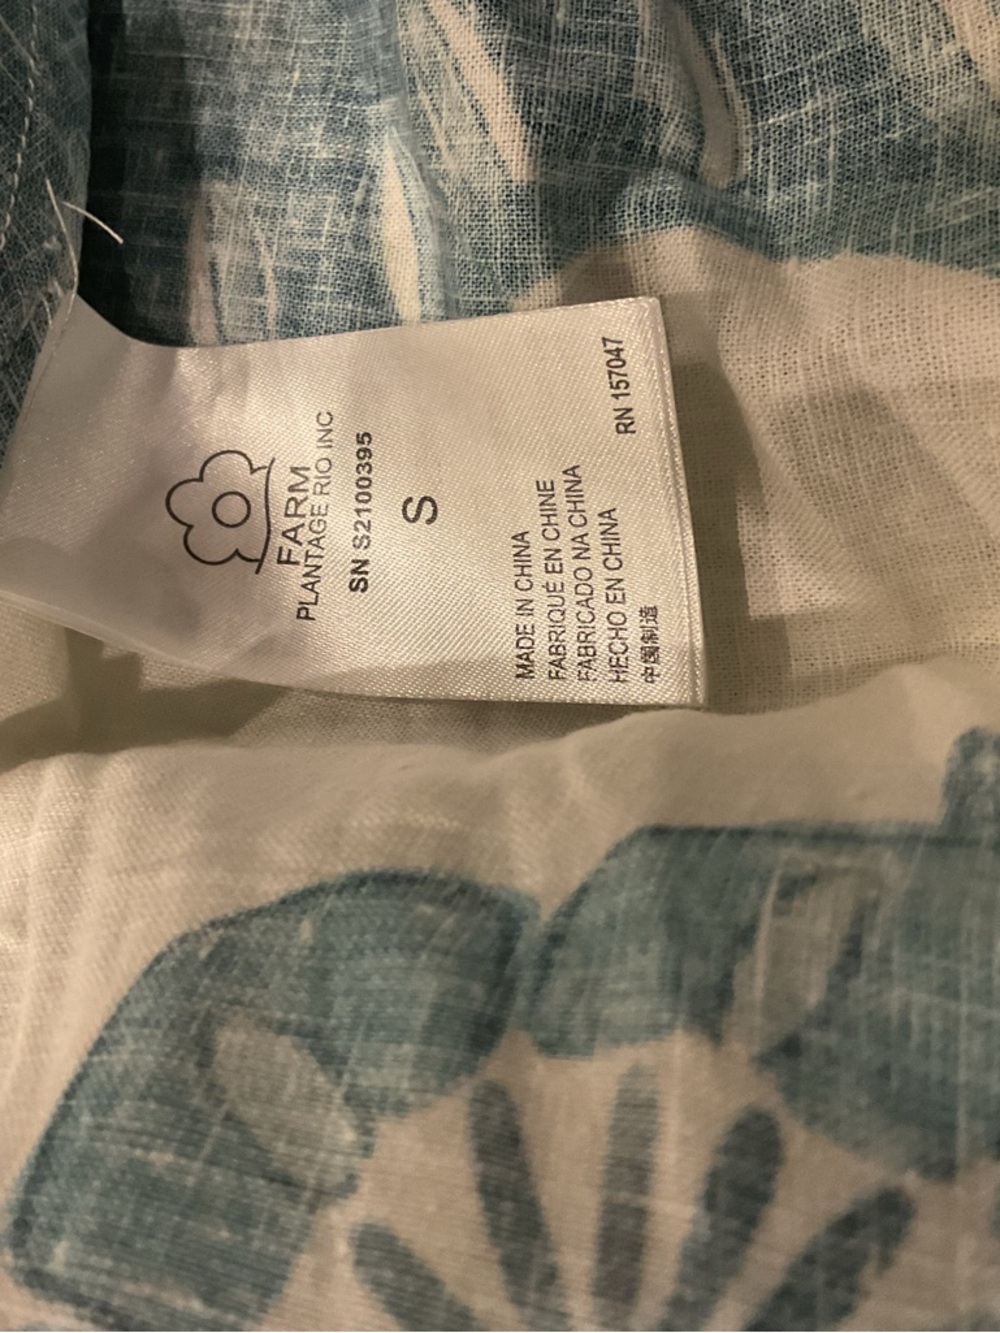 FARM
PLANTAGE RIO INC
SN S2100395
S
MADE IN CHINA
FABRIQUÉ EN CHINE
FABRICADO NA CHINA
HECHO EN CHINA
中国制造
RN 157047